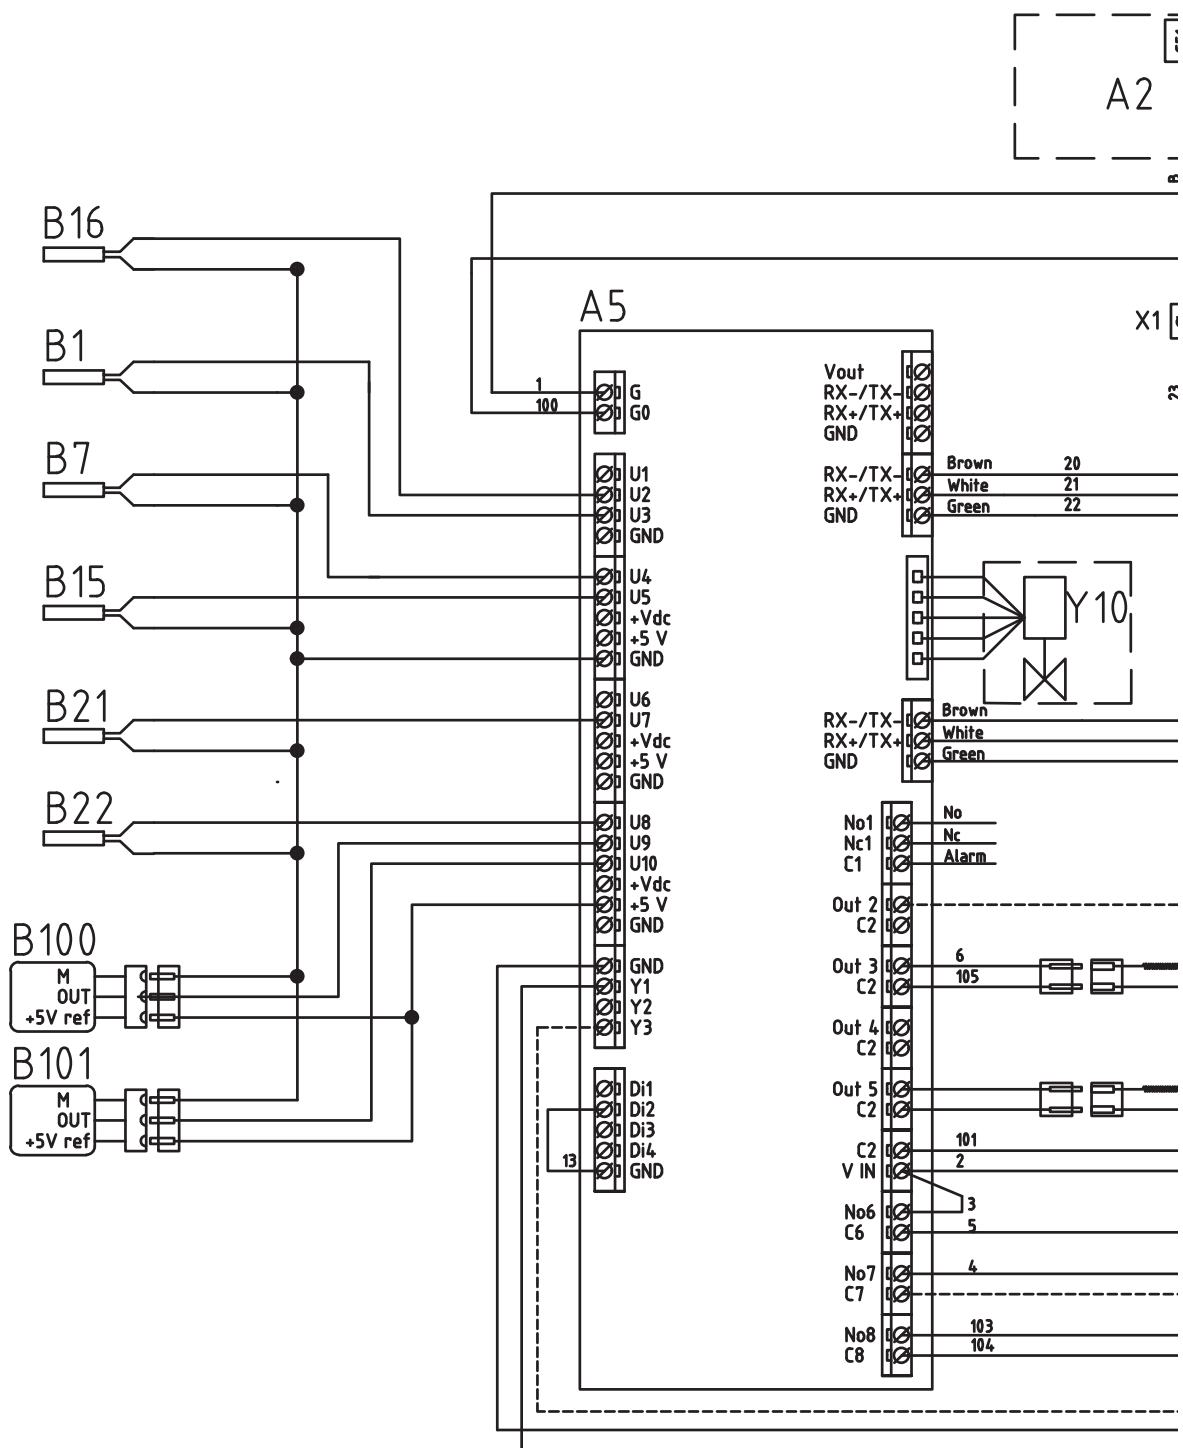 A2
B16
A5
B1
X1
1
G
100
G0
Vout
RX-/TX-
RX+/TX+
GND
23
B7
U1
U2
U3
GND
RX-/TX-
RX+/TX+
GND
Brown
20
White
21
Green
22
B15
U4
U5
+Vdc
+5 V
GND
Y10
B21
U6
U7
+Vdc
+5 V
GND
RX-/TX-
RX+/TX+
GND
Brown
White
Green
B22
U8
U9
U10
+Vdc
+5 V
GND
No1
No
Nc1
Nc
C1
Alarm
Out 2
C2
B100
M
OUT
+5V ref
GND
Y1
Y2
Y3
Out 3
6
C2
105
Out 4
C2
B101
M
OUT
+5V ref
Di1
Di2
Di3
Di4
13
GND
Out 5
C2
C2
101
V IN
2
No6
3
C6
5
No7
4
C7
No8
103
C8
104